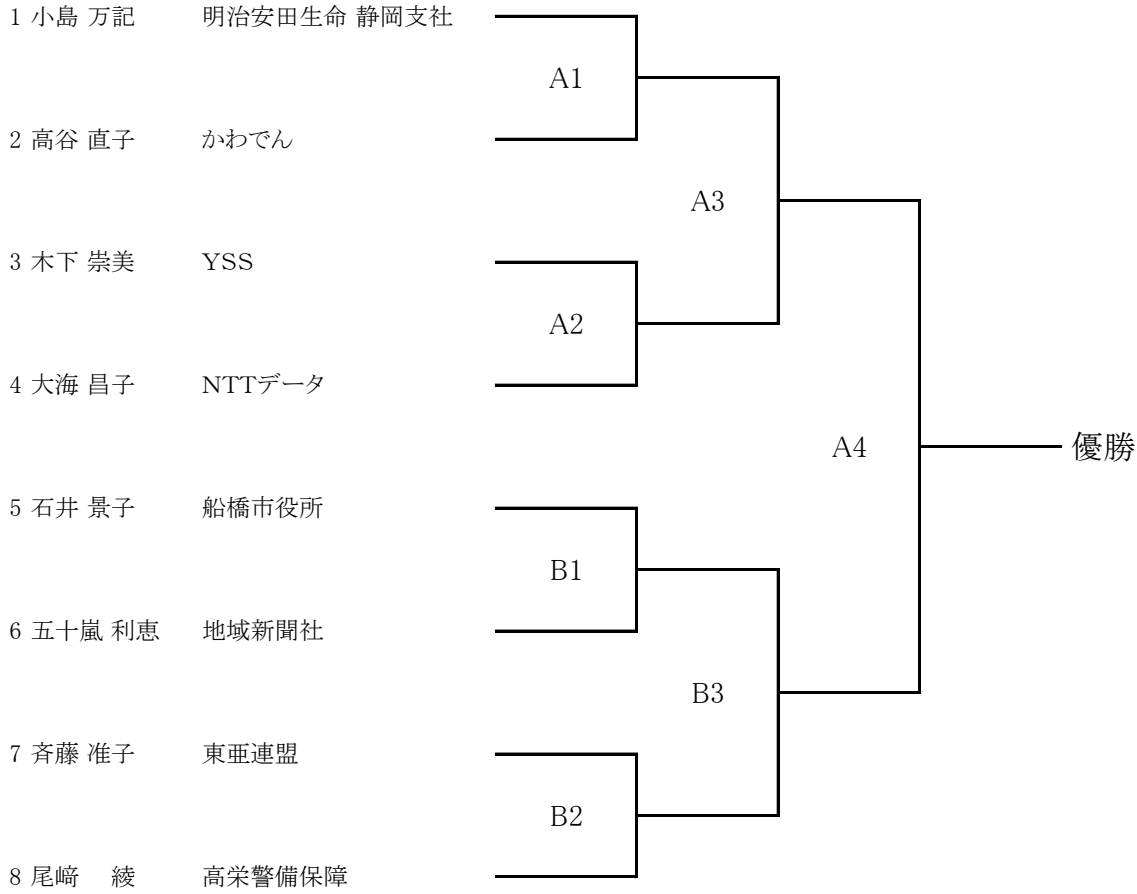 1 小島 万記 明治安田生命 静岡支社
A1
2 高谷 直子 かわでん
A3
3 木下 崇美 YSS
A2
4 大海 昌子 NTTデータ
A4 優勝
5 石井 景子 船橋市役所
B1
6 五十嵐 利恵 地域新聞社
B3
7 斉藤 准子 東亜連盟
B2
8 尾﨑 綾 高栄警備保障